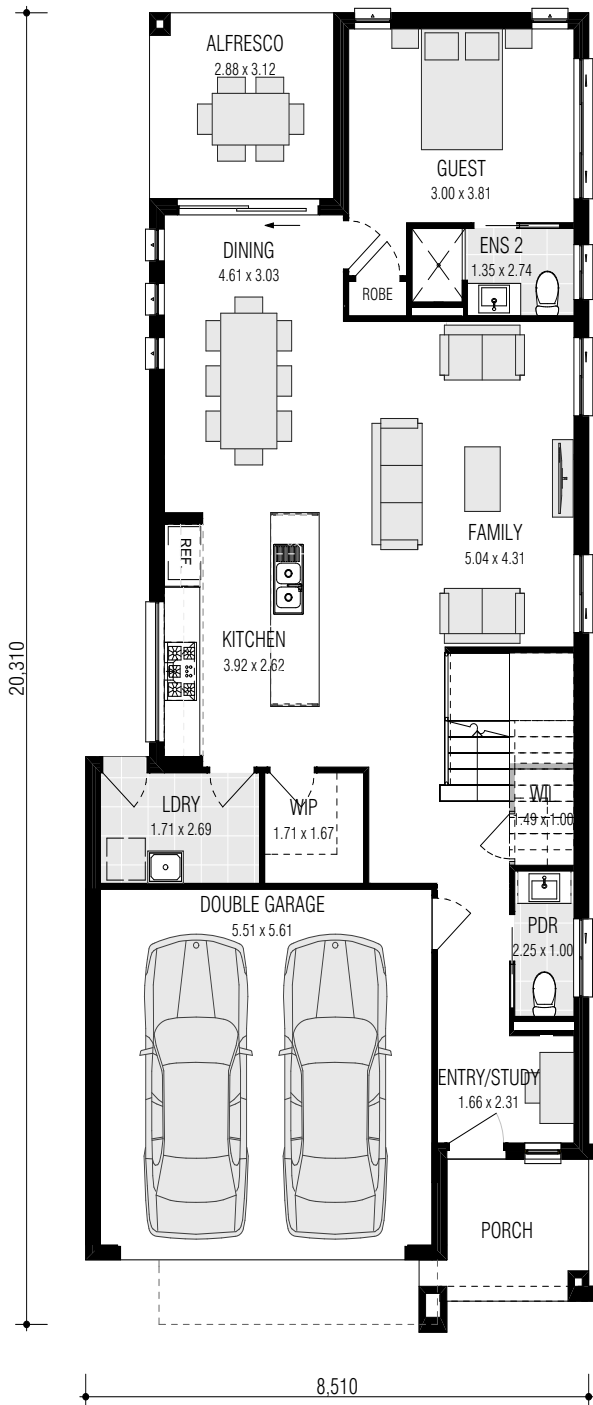 ALFRESCO
2.88 x 3.12
GUEST
3.00 x 3.81
DINING
4.61 x 3.03
ENS 2
1.35 x 2.74
ROBE
FAMILY
5.04 x 4.31
REF
KITCHEN
3.92 x 2.62
20,310
LDRY
1.71 x 2.69
WIP
1.71 x 1.67
1.49 x 1.00
DOUBLE GARAGE
5.51 x 5.61
PDR
2.25 x 1.00
ENTRY/STUDY
1.66 x 2.31
PORCH
8,510